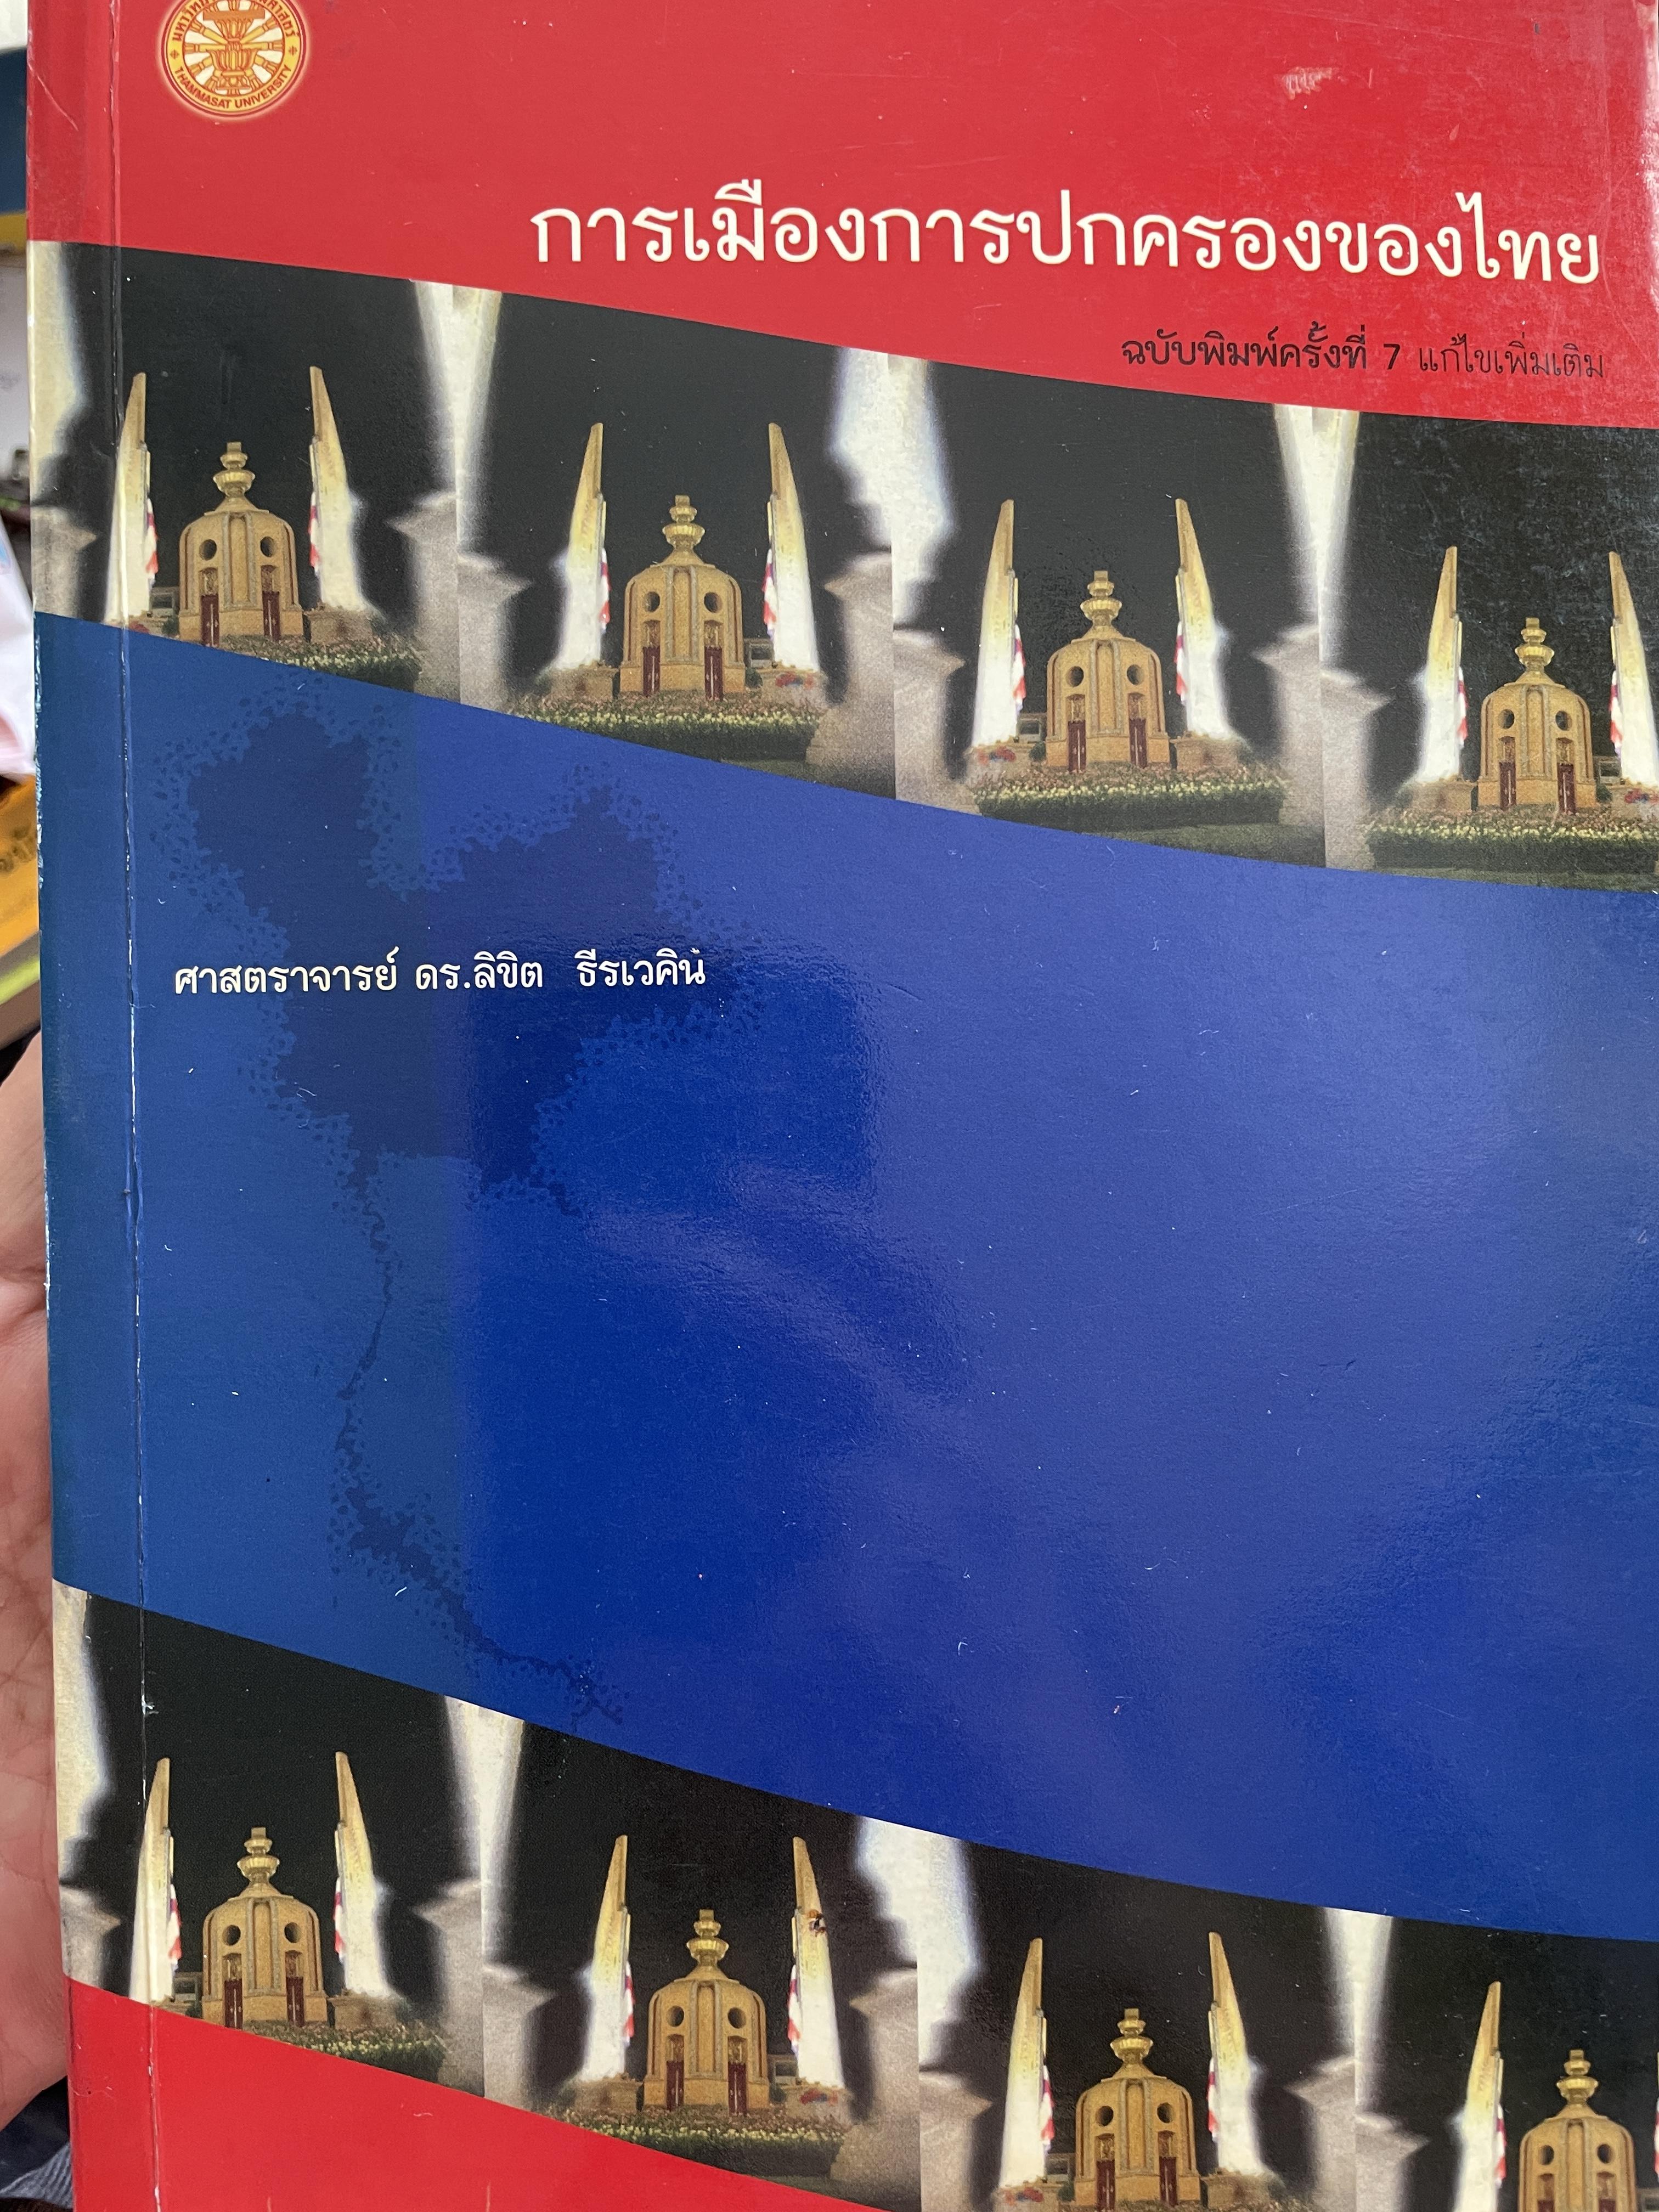 THAMMASAT UNIVERSITY
การเมืองการปกครองของไทย
ฉบับพิมพ์ครั้งที่ 7 แก้ไขเพิ่มเติม
ศาสตราจารย์ ดร.ลิขิต ธีรเวคิน